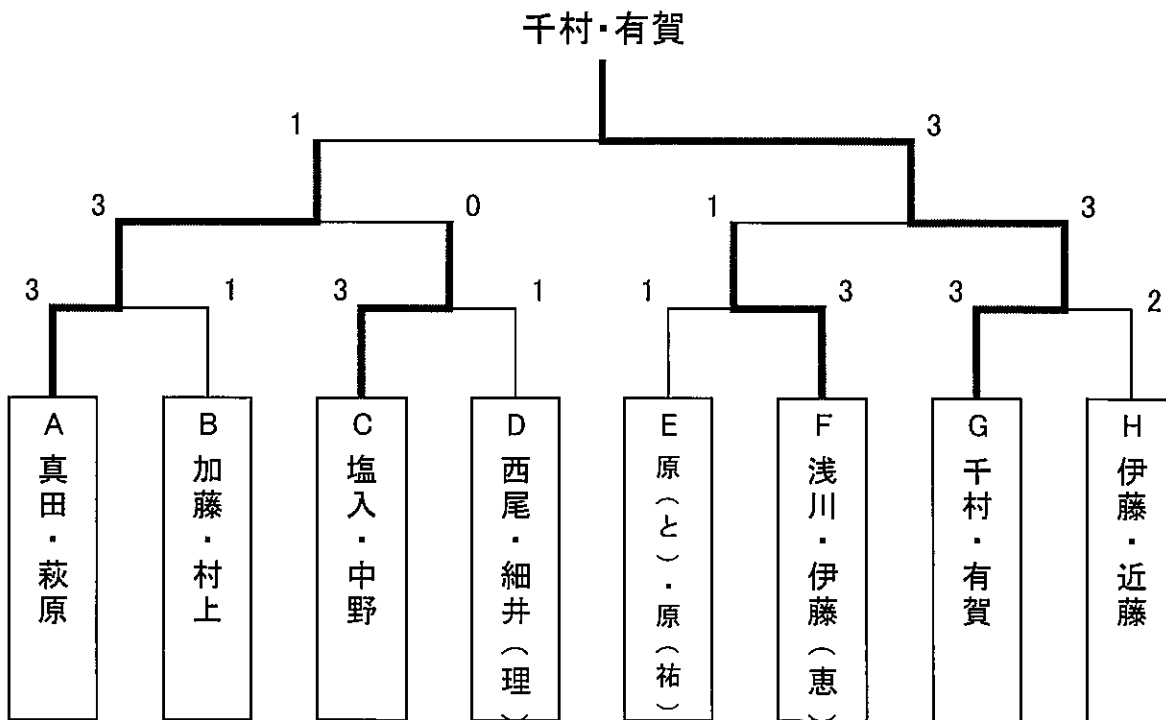 千村・有賀
1 3
3 0 1 3
3 1 3 1 1 3 3 2
A 真田・萩原
B 加藤・村上
C 塩入・中野
D 西尾・細井(理)
E 原(と)・原(祐)
F 浅川・伊藤(恵)
G 千村・有賀
H 伊藤・近藤